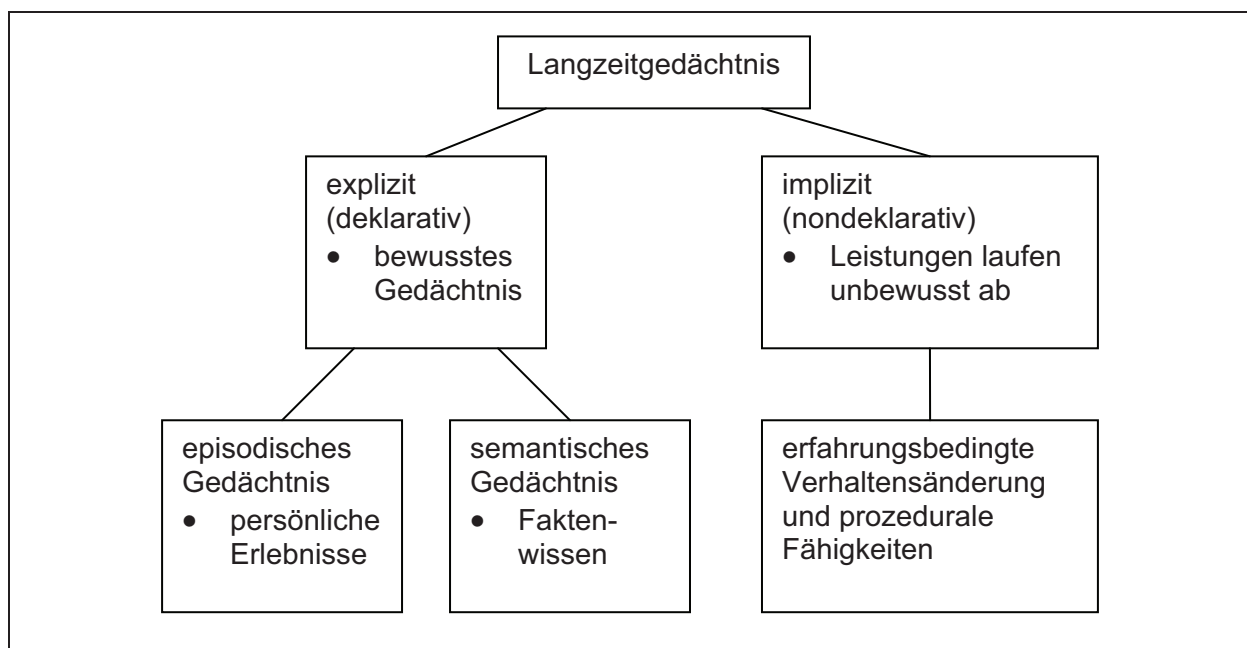 Langzeitgedächtnis
explizit
(deklarativ)
• bewusstes
Gedächtnis
implizit
(nondeklarativ)
• Leistungen laufen
unbewusst ab
episodisches
Gedächtnis
• persönliche
Erlebnisse
semantisches
Gedächtnis
• Fakten-
wissen
erfahrungsbedingte
Verhaltensänderung
und prozedurale
Fähigkeiten